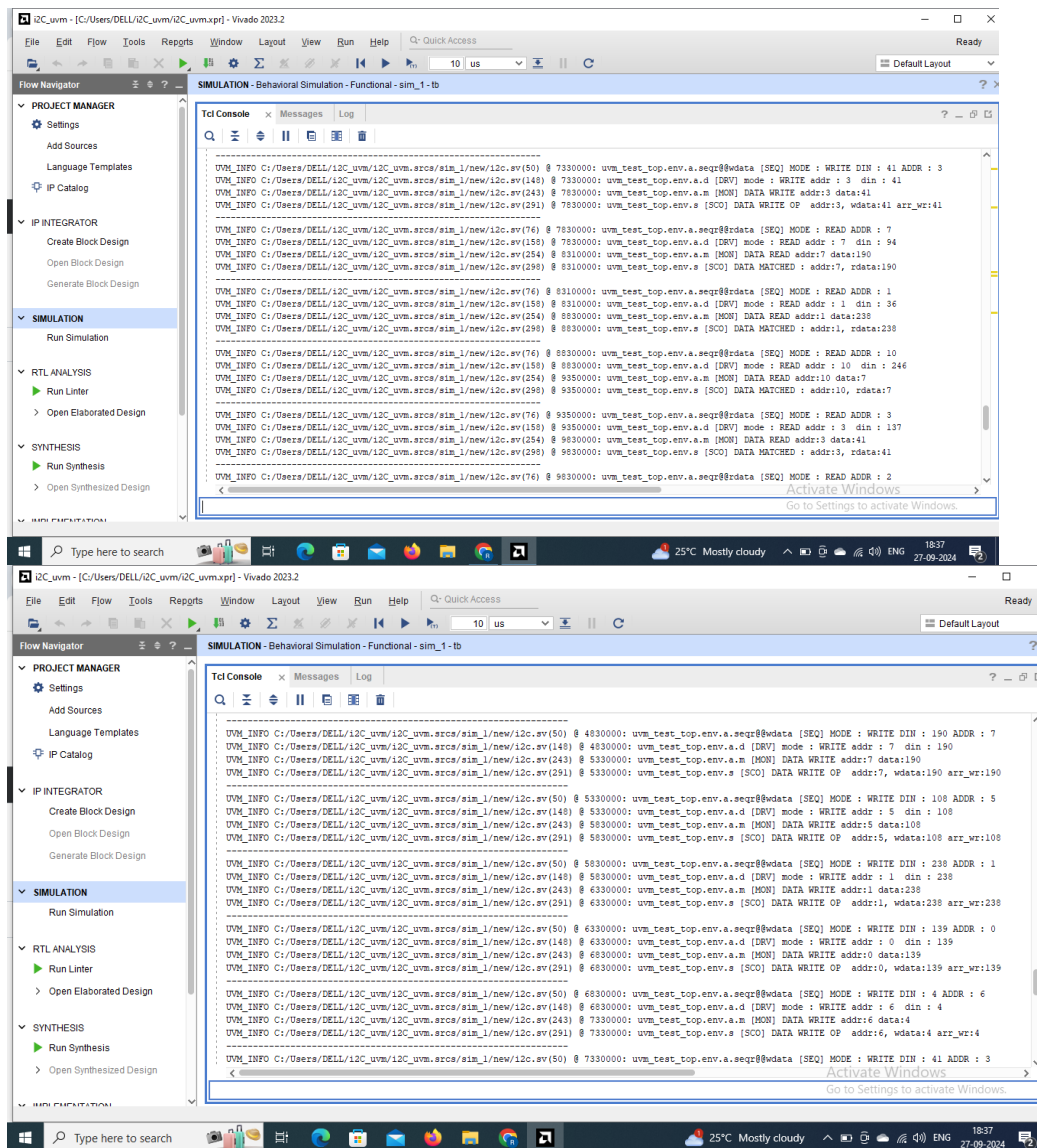 i2C_uvm - [C:/Users/DELL/i2C_uvm/i2C_uvm.xpr] - Vivado 2023.2
File Edit Flow Tools Reports Window Layout View Run Help Quick Access Ready
10 us Default Layout
Flow Navigator ? SIMULATION - Behavioral Simulation - Functional - sim_1 - tb ?
PROJECT MANAGER
Settings
Add Sources
Language Templates
IP Catalog
IP INTEGRATOR
Create Block Design
Open Block Design
Generate Block Design
SIMULATION
Run Simulation
RTL ANALYSIS
Run Linter
Open Elaborated Design
SYNTHESIS
Run Synthesis
Open Synthesized Design
IMPLEMENTATION
Tcl Console x Messages Log ?
------------------------------------------------------------
UVM_INFO C:/Users/DELL/i2C_uvm/i2C_uvm.srcs/sim_1/new/i2c.sv(50) @ 7330000: uvm_test_top.env.a.seqr@@wdata [SEQ] MODE : WRITE DIN : 41 ADDR : 3
UVM_INFO C:/Users/DELL/i2C_uvm/i2C_uvm.srcs/sim_1/new/i2c.sv(148) @ 7330000: uvm_test_top.env.a.d [DRV] mode : WRITE addr : 3 din : 41
UVM_INFO C:/Users/DELL/i2C_uvm/i2C_uvm.srcs/sim_1/new/i2c.sv(243) @ 7830000: uvm_test_top.env.a.m [MON] DATA WRITE addr:3 data:41
UVM_INFO C:/Users/DELL/i2C_uvm/i2C_uvm.srcs/sim_1/new/i2c.sv(291) @ 7830000: uvm_test_top.env.s [SCO] DATA WRITE OP addr:3, wdata:41 arr_wr:41
------------------------------------------------------------
UVM_INFO C:/Users/DELL/i2C_uvm/i2C_uvm.srcs/sim_1/new/i2c.sv(76) @ 7830000: uvm_test_top.env.a.seqr@@rdata [SEQ] MODE : READ ADDR : 7
UVM_INFO C:/Users/DELL/i2C_uvm/i2C_uvm.srcs/sim_1/new/i2c.sv(158) @ 7830000: uvm_test_top.env.a.d [DRV] mode : READ addr : 7 din : 94
UVM_INFO C:/Users/DELL/i2C_uvm/i2C_uvm.srcs/sim_1/new/i2c.sv(254) @ 8310000: uvm_test_top.env.a.m [MON] DATA READ addr:7 data:190
UVM_INFO C:/Users/DELL/i2C_uvm/i2C_uvm.srcs/sim_1/new/i2c.sv(298) @ 8310000: uvm_test_top.env.s [SCO] DATA MATCHED : addr:7, rdata:190
------------------------------------------------------------
UVM_INFO C:/Users/DELL/i2C_uvm/i2C_uvm.srcs/sim_1/new/i2c.sv(76) @ 8310000: uvm_test_top.env.a.seqr@@rdata [SEQ] MODE : READ ADDR : 1
UVM_INFO C:/Users/DELL/i2C_uvm/i2C_uvm.srcs/sim_1/new/i2c.sv(158) @ 8310000: uvm_test_top.env.a.d [DRV] mode : READ addr : 1 din : 36
UVM_INFO C:/Users/DELL/i2C_uvm/i2C_uvm.srcs/sim_1/new/i2c.sv(254) @ 8830000: uvm_test_top.env.a.m [MON] DATA READ addr:1 data:238
UVM_INFO C:/Users/DELL/i2C_uvm/i2C_uvm.srcs/sim_1/new/i2c.sv(298) @ 8830000: uvm_test_top.env.s [SCO] DATA MATCHED : addr:1, rdata:238
------------------------------------------------------------
UVM_INFO C:/Users/DELL/i2C_uvm/i2C_uvm.srcs/sim_1/new/i2c.sv(76) @ 8830000: uvm_test_top.env.a.seqr@@rdata [SEQ] MODE : READ ADDR : 10
UVM_INFO C:/Users/DELL/i2C_uvm/i2C_uvm.srcs/sim_1/new/i2c.sv(158) @ 8830000: uvm_test_top.env.a.d [DRV] mode : READ addr : 10 din : 246
UVM_INFO C:/Users/DELL/i2C_uvm/i2C_uvm.srcs/sim_1/new/i2c.sv(254) @ 9350000: uvm_test_top.env.a.m [MON] DATA READ addr:10 data:7
UVM_INFO C:/Users/DELL/i2C_uvm/i2C_uvm.srcs/sim_1/new/i2c.sv(298) @ 9350000: uvm_test_top.env.s [SCO] DATA MATCHED : addr:10, rdata:7
------------------------------------------------------------
UVM_INFO C:/Users/DELL/i2C_uvm/i2C_uvm.srcs/sim_1/new/i2c.sv(76) @ 9350000: uvm_test_top.env.a.seqr@@rdata [SEQ] MODE : READ ADDR : 3
UVM_INFO C:/Users/DELL/i2C_uvm/i2C_uvm.srcs/sim_1/new/i2c.sv(158) @ 9350000: uvm_test_top.env.a.d [DRV] mode : READ addr : 3 din : 137
UVM_INFO C:/Users/DELL/i2C_uvm/i2C_uvm.srcs/sim_1/new/i2c.sv(254) @ 9830000: uvm_test_top.env.a.m [MON] DATA READ addr:3 data:41
UVM_INFO C:/Users/DELL/i2C_uvm/i2C_uvm.srcs/sim_1/new/i2c.sv(298) @ 9830000: uvm_test_top.env.s [SCO] DATA MATCHED : addr:3, rdata:41
------------------------------------------------------------
UVM_INFO C:/Users/DELL/i2C_uvm/i2C_uvm.srcs/sim_1/new/i2c.sv(76) @ 9830000: uvm_test_top.env.a.seqr@@rdata [SEQ] MODE : READ ADDR : 2
Activate Windows
Go to Settings to activate Windows.
Type here to search 25°C Mostly cloudy ENG 18:37
27-09-2024 2
i2C_uvm - [C:/Users/DELL/i2C_uvm/i2C_uvm.xpr] - Vivado 2023.2
File Edit Flow Tools Reports Window Layout View Run Help Quick Access Ready
10 us Default Layout
Flow Navigator ? SIMULATION - Behavioral Simulation - Functional - sim_1 - tb ?
PROJECT MANAGER
Settings
Add Sources
Language Templates
IP Catalog
IP INTEGRATOR
Create Block Design
Open Block Design
Generate Block Design
SIMULATION
Run Simulation
RTL ANALYSIS
Run Linter
Open Elaborated Design
SYNTHESIS
Run Synthesis
Open Synthesized Design
IMPLEMENTATION
Tcl Console x Messages Log ?
------------------------------------------------------------
UVM_INFO C:/Users/DELL/i2C_uvm/i2C_uvm.srcs/sim_1/new/i2c.sv(50) @ 4830000: uvm_test_top.env.a.seqr@@wdata [SEQ] MODE : WRITE DIN : 190 ADDR : 7
UVM_INFO C:/Users/DELL/i2C_uvm/i2C_uvm.srcs/sim_1/new/i2c.sv(148) @ 4830000: uvm_test_top.env.a.d [DRV] mode : WRITE addr : 7 din : 190
UVM_INFO C:/Users/DELL/i2C_uvm/i2C_uvm.srcs/sim_1/new/i2c.sv(243) @ 5330000: uvm_test_top.env.a.m [MON] DATA WRITE addr:7 data:190
UVM_INFO C:/Users/DELL/i2C_uvm/i2C_uvm.srcs/sim_1/new/i2c.sv(291) @ 5330000: uvm_test_top.env.s [SCO] DATA WRITE OP addr:7, wdata:190 arr_wr:190
------------------------------------------------------------
UVM_INFO C:/Users/DELL/i2C_uvm/i2C_uvm.srcs/sim_1/new/i2c.sv(50) @ 5330000: uvm_test_top.env.a.seqr@@wdata [SEQ] MODE : WRITE DIN : 108 ADDR : 5
UVM_INFO C:/Users/DELL/i2C_uvm/i2C_uvm.srcs/sim_1/new/i2c.sv(148) @ 5330000: uvm_test_top.env.a.d [DRV] mode : WRITE addr : 5 din : 108
UVM_INFO C:/Users/DELL/i2C_uvm/i2C_uvm.srcs/sim_1/new/i2c.sv(243) @ 5830000: uvm_test_top.env.a.m [MON] DATA WRITE addr:5 data:108
UVM_INFO C:/Users/DELL/i2C_uvm/i2C_uvm.srcs/sim_1/new/i2c.sv(291) @ 5830000: uvm_test_top.env.s [SCO] DATA WRITE OP addr:5, wdata:108 arr_wr:108
------------------------------------------------------------
UVM_INFO C:/Users/DELL/i2C_uvm/i2C_uvm.srcs/sim_1/new/i2c.sv(50) @ 5830000: uvm_test_top.env.a.seqr@@wdata [SEQ] MODE : WRITE DIN : 238 ADDR : 1
UVM_INFO C:/Users/DELL/i2C_uvm/i2C_uvm.srcs/sim_1/new/i2c.sv(148) @ 5830000: uvm_test_top.env.a.d [DRV] mode : WRITE addr : 1 din : 238
UVM_INFO C:/Users/DELL/i2C_uvm/i2C_uvm.srcs/sim_1/new/i2c.sv(243) @ 6330000: uvm_test_top.env.a.m [MON] DATA WRITE addr:1 data:238
UVM_INFO C:/Users/DELL/i2C_uvm/i2C_uvm.srcs/sim_1/new/i2c.sv(291) @ 6330000: uvm_test_top.env.s [SCO] DATA WRITE OP addr:1, wdata:238 arr_wr:238
------------------------------------------------------------
UVM_INFO C:/Users/DELL/i2C_uvm/i2C_uvm.srcs/sim_1/new/i2c.sv(50) @ 6330000: uvm_test_top.env.a.seqr@@wdata [SEQ] MODE : WRITE DIN : 139 ADDR : 0
UVM_INFO C:/Users/DELL/i2C_uvm/i2C_uvm.srcs/sim_1/new/i2c.sv(148) @ 6330000: uvm_test_top.env.a.d [DRV] mode : WRITE addr : 0 din : 139
UVM_INFO C:/Users/DELL/i2C_uvm/i2C_uvm.srcs/sim_1/new/i2c.sv(243) @ 6830000: uvm_test_top.env.a.m [MON] DATA WRITE addr:0 data:139
UVM_INFO C:/Users/DELL/i2C_uvm/i2C_uvm.srcs/sim_1/new/i2c.sv(291) @ 6830000: uvm_test_top.env.s [SCO] DATA WRITE OP addr:0, wdata:139 arr_wr:139
------------------------------------------------------------
UVM_INFO C:/Users/DELL/i2C_uvm/i2C_uvm.srcs/sim_1/new/i2c.sv(50) @ 6830000: uvm_test_top.env.a.seqr@@wdata [SEQ] MODE : WRITE DIN : 4 ADDR : 6
UVM_INFO C:/Users/DELL/i2C_uvm/i2C_uvm.srcs/sim_1/new/i2c.sv(148) @ 6830000: uvm_test_top.env.a.d [DRV] mode : WRITE addr : 6 din : 4
UVM_INFO C:/Users/DELL/i2C_uvm/i2C_uvm.srcs/sim_1/new/i2c.sv(243) @ 7330000: uvm_test_top.env.a.m [MON] DATA WRITE addr:6 data:4
UVM_INFO C:/Users/DELL/i2C_uvm/i2C_uvm.srcs/sim_1/new/i2c.sv(291) @ 7330000: uvm_test_top.env.s [SCO] DATA WRITE OP addr:6, wdata:4 arr_wr:4
------------------------------------------------------------
UVM_INFO C:/Users/DELL/i2C_uvm/i2C_uvm.srcs/sim_1/new/i2c.sv(50) @ 7330000: uvm_test_top.env.a.seqr@@wdata [SEQ] MODE : WRITE DIN : 41 ADDR : 3
Activate Windows
Go to Settings to activate Windows.
Type here to search 25°C Mostly cloudy ENG 18:37
27-09-2024 2